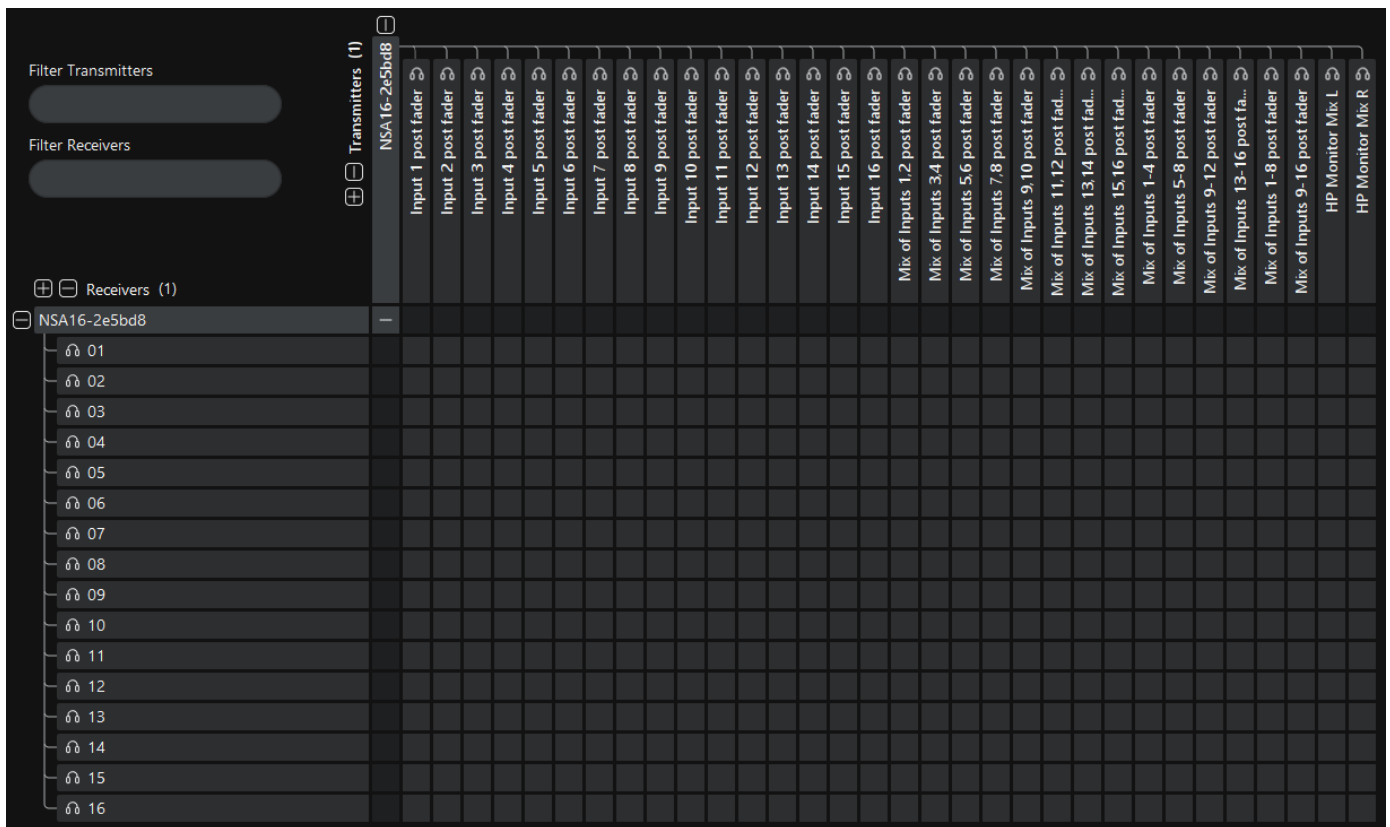 Filter Transmitters
Filter Receivers
Transmitters (1)
NSA16-2e5bd8
Input 1 post fader
Input 2 post fader
Input 3 post fader
Input 4 post fader
Input 5 post fader
Input 6 post fader
Input 7 post fader
Input 8 post fader
Input 9 post fader
Input 10 post fader
Input 11 post fader
Input 12 post fader
Input 13 post fader
Input 14 post fader
Input 15 post fader
Input 16 post fader
Mix of Inputs 1,2 post fader
Mix of Inputs 3,4 post fader
Mix of Inputs 5,6 post fader
Mix of Inputs 7,8 post fader
Mix of Inputs 9,10 post fader
Mix of Inputs 11,12 post fad...
Mix of Inputs 13,14 post fad...
Mix of Inputs 15,16 post fad...
Mix of Inputs 1-4 post fader
Mix of Inputs 5-8 post fader
Mix of Inputs 9-12 post fader
Mix of Inputs 13-16 post fa...
Mix of Inputs 1-8 post fader
Mix of Inputs 9-16 post fader
HP Monitor Mix L
HP Monitor Mix R
Receivers (1)
NSA16-2e5bd8
01
02
03
04
05
06
07
08
09
10
11
12
13
14
15
16